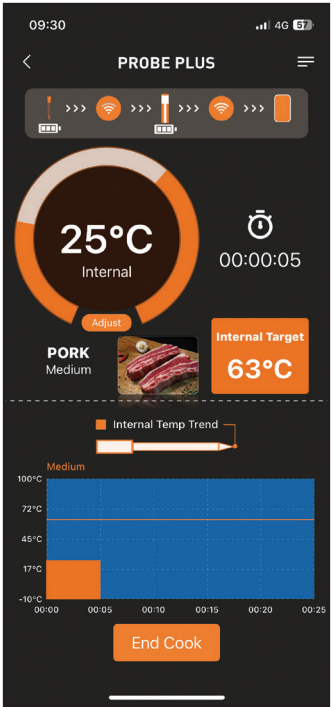 09:30
4G 57
PROBE PLUS
25°C
Internal
00:00:05
Adjust
PORK
Medium
Internal Target
63°C
Internal Temp Trend
Medium
100°C
72°C
45°C
17°C
-10°C
00:00 00:05 00:10 00:15 00:20 00:25
End Cook